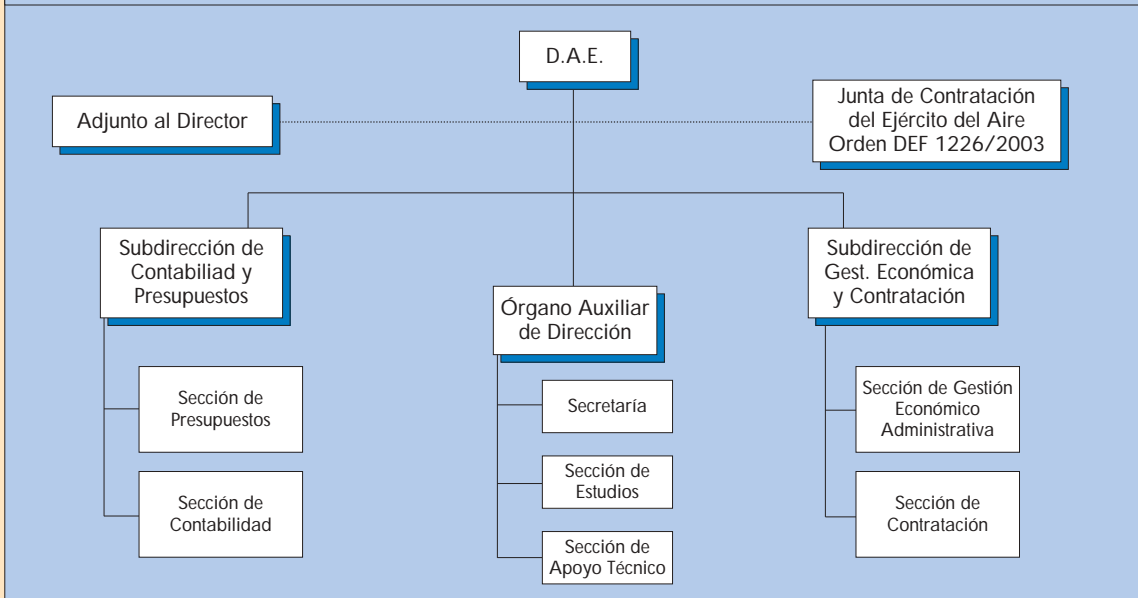 D.A.E.
Adjunto al Director
Junta de Contratación
del Ejército del Aire
Orden DEF 1226/2003
Subdirección de
Contabiliad y
Presupuestos
Órgano Auxiliar
de Dirección
Subdirección de
Gest. Económica
y Contratación
Sección de
Presupuestos
Sección de
Contabilidad
Secretaría
Sección de
Estudios
Sección de
Apoyo Técnico
Sección de Gestión
Económico
Administrativa
Sección de
Contratación